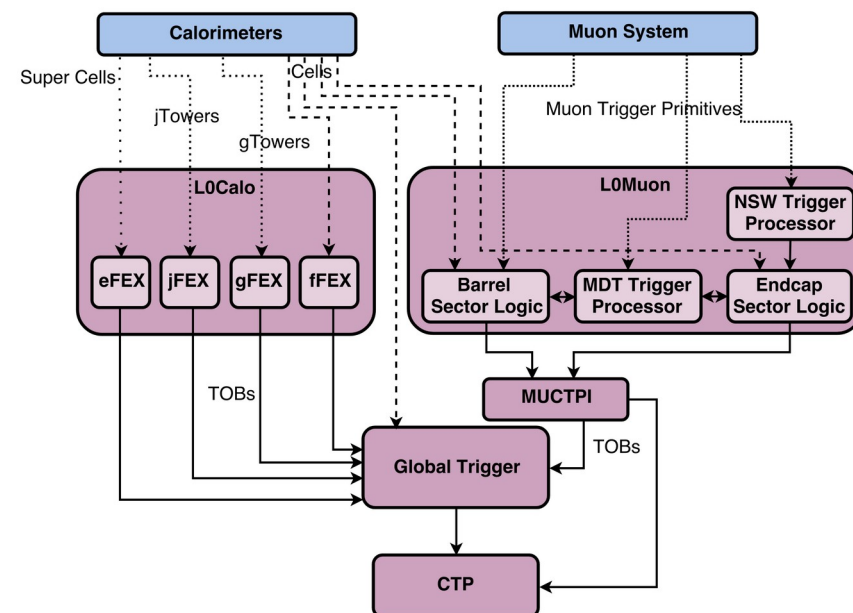 Calorimeters
Muon System
Super Cells
Cells
jTowers
Muon Trigger Primitives
gTowers
L0Calo
L0Muon
NSW Trigger
Processor
eFEX
jFEX
gFEX
fFEX
Barrel
Sector Logic
MDT Trigger
Processor
Endcap
Sector Logic
TOBs
MUCTPI
TOBs
Global Trigger
CTP